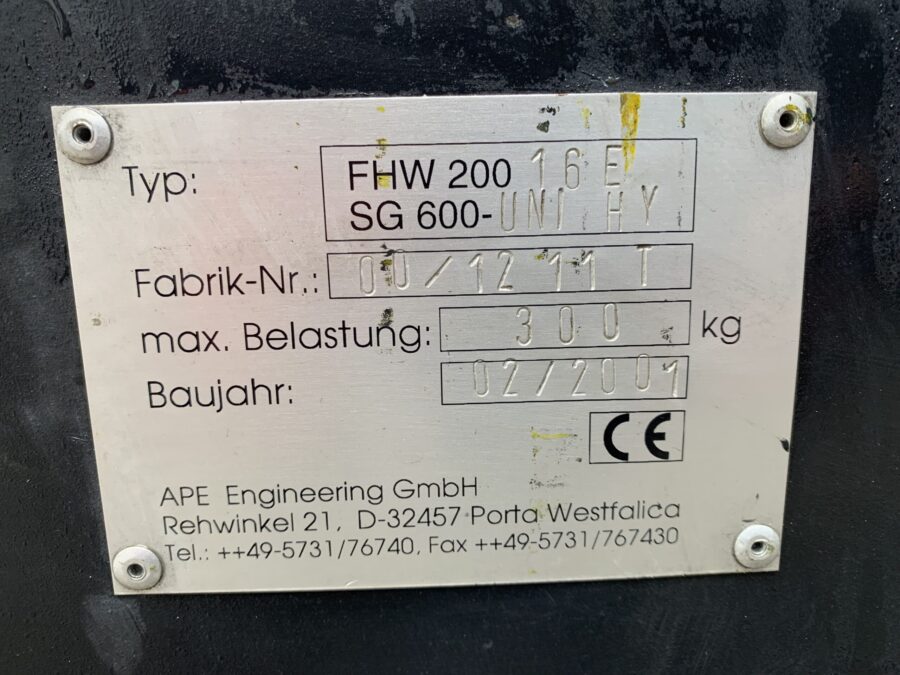 Typ: FHW 200 16 E
SG 600-UNI HY
Fabrik-Nr.: 00/1211 T
max. Belastung: 300 kg
Baujahr: 02/2001
CE
APE Engineering GmbH
Rehwinkel 21, D-32457 Porta Westfalica
Tel.: ++49-5731/76740, Fax ++49-5731/767430